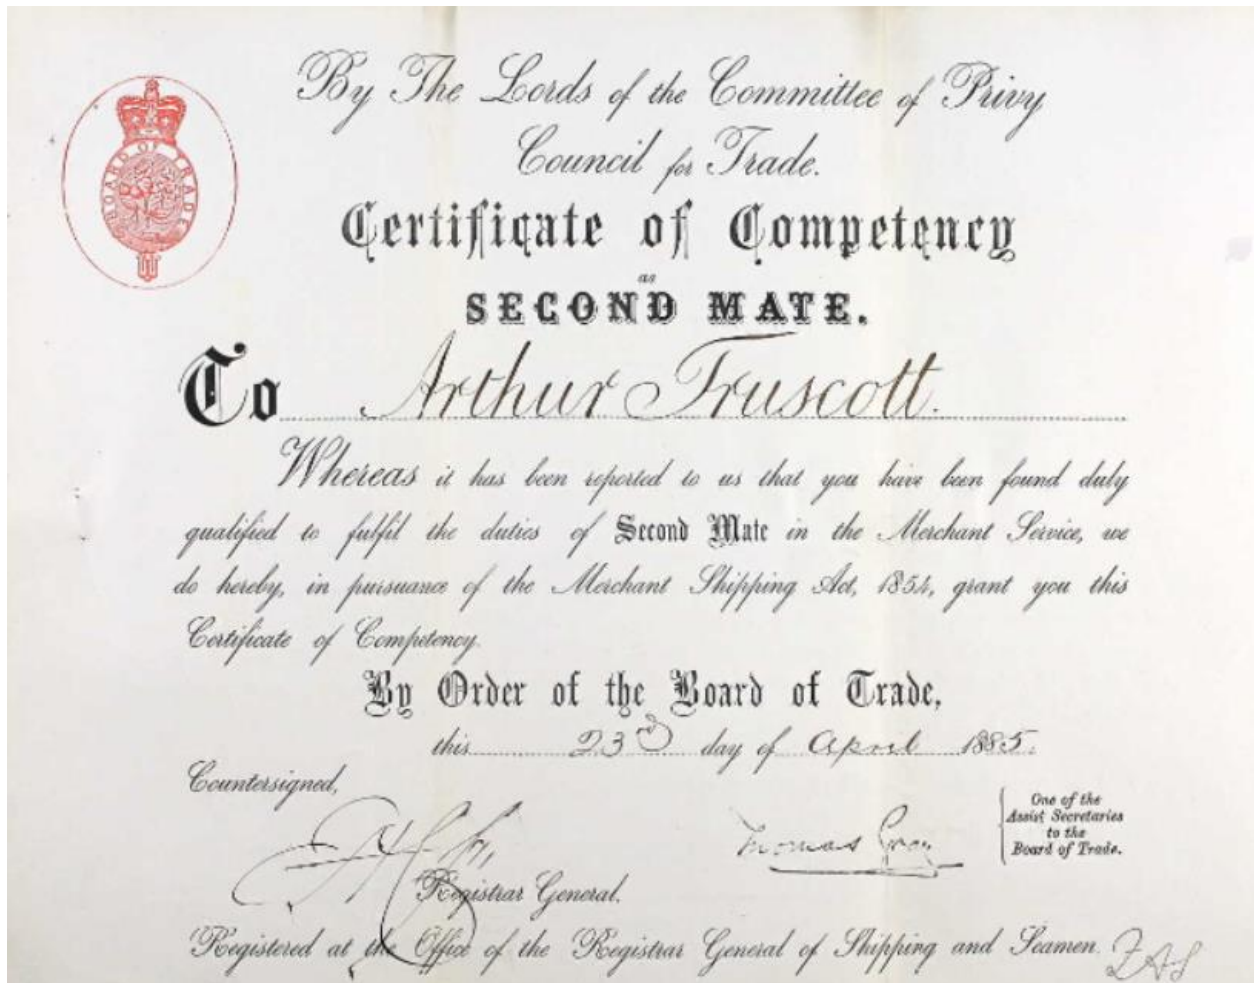 By The Lords of the Committee of Privy
Council for Trade.
BOARD OF TRADE
Certificate of Competency
as
SECOND MATE.
To Arthur Truscott.
Whereas it has been reported to us that you have been found duly
qualified to fulfil the duties of Second Mate in the Merchant Service, we
do hereby, in pursuance of the Merchant Shipping Act, 1854, grant you this
Certificate of Competency.
By Order of the Board of Trade,
this 23rd day of April 1885.
Countersigned,
Thomas Gray
One of the
Assist Secretaries
to the
Board of Trade.
Registrar General.
Registered at the Office of the Registrar General of Shipping and Seamen.